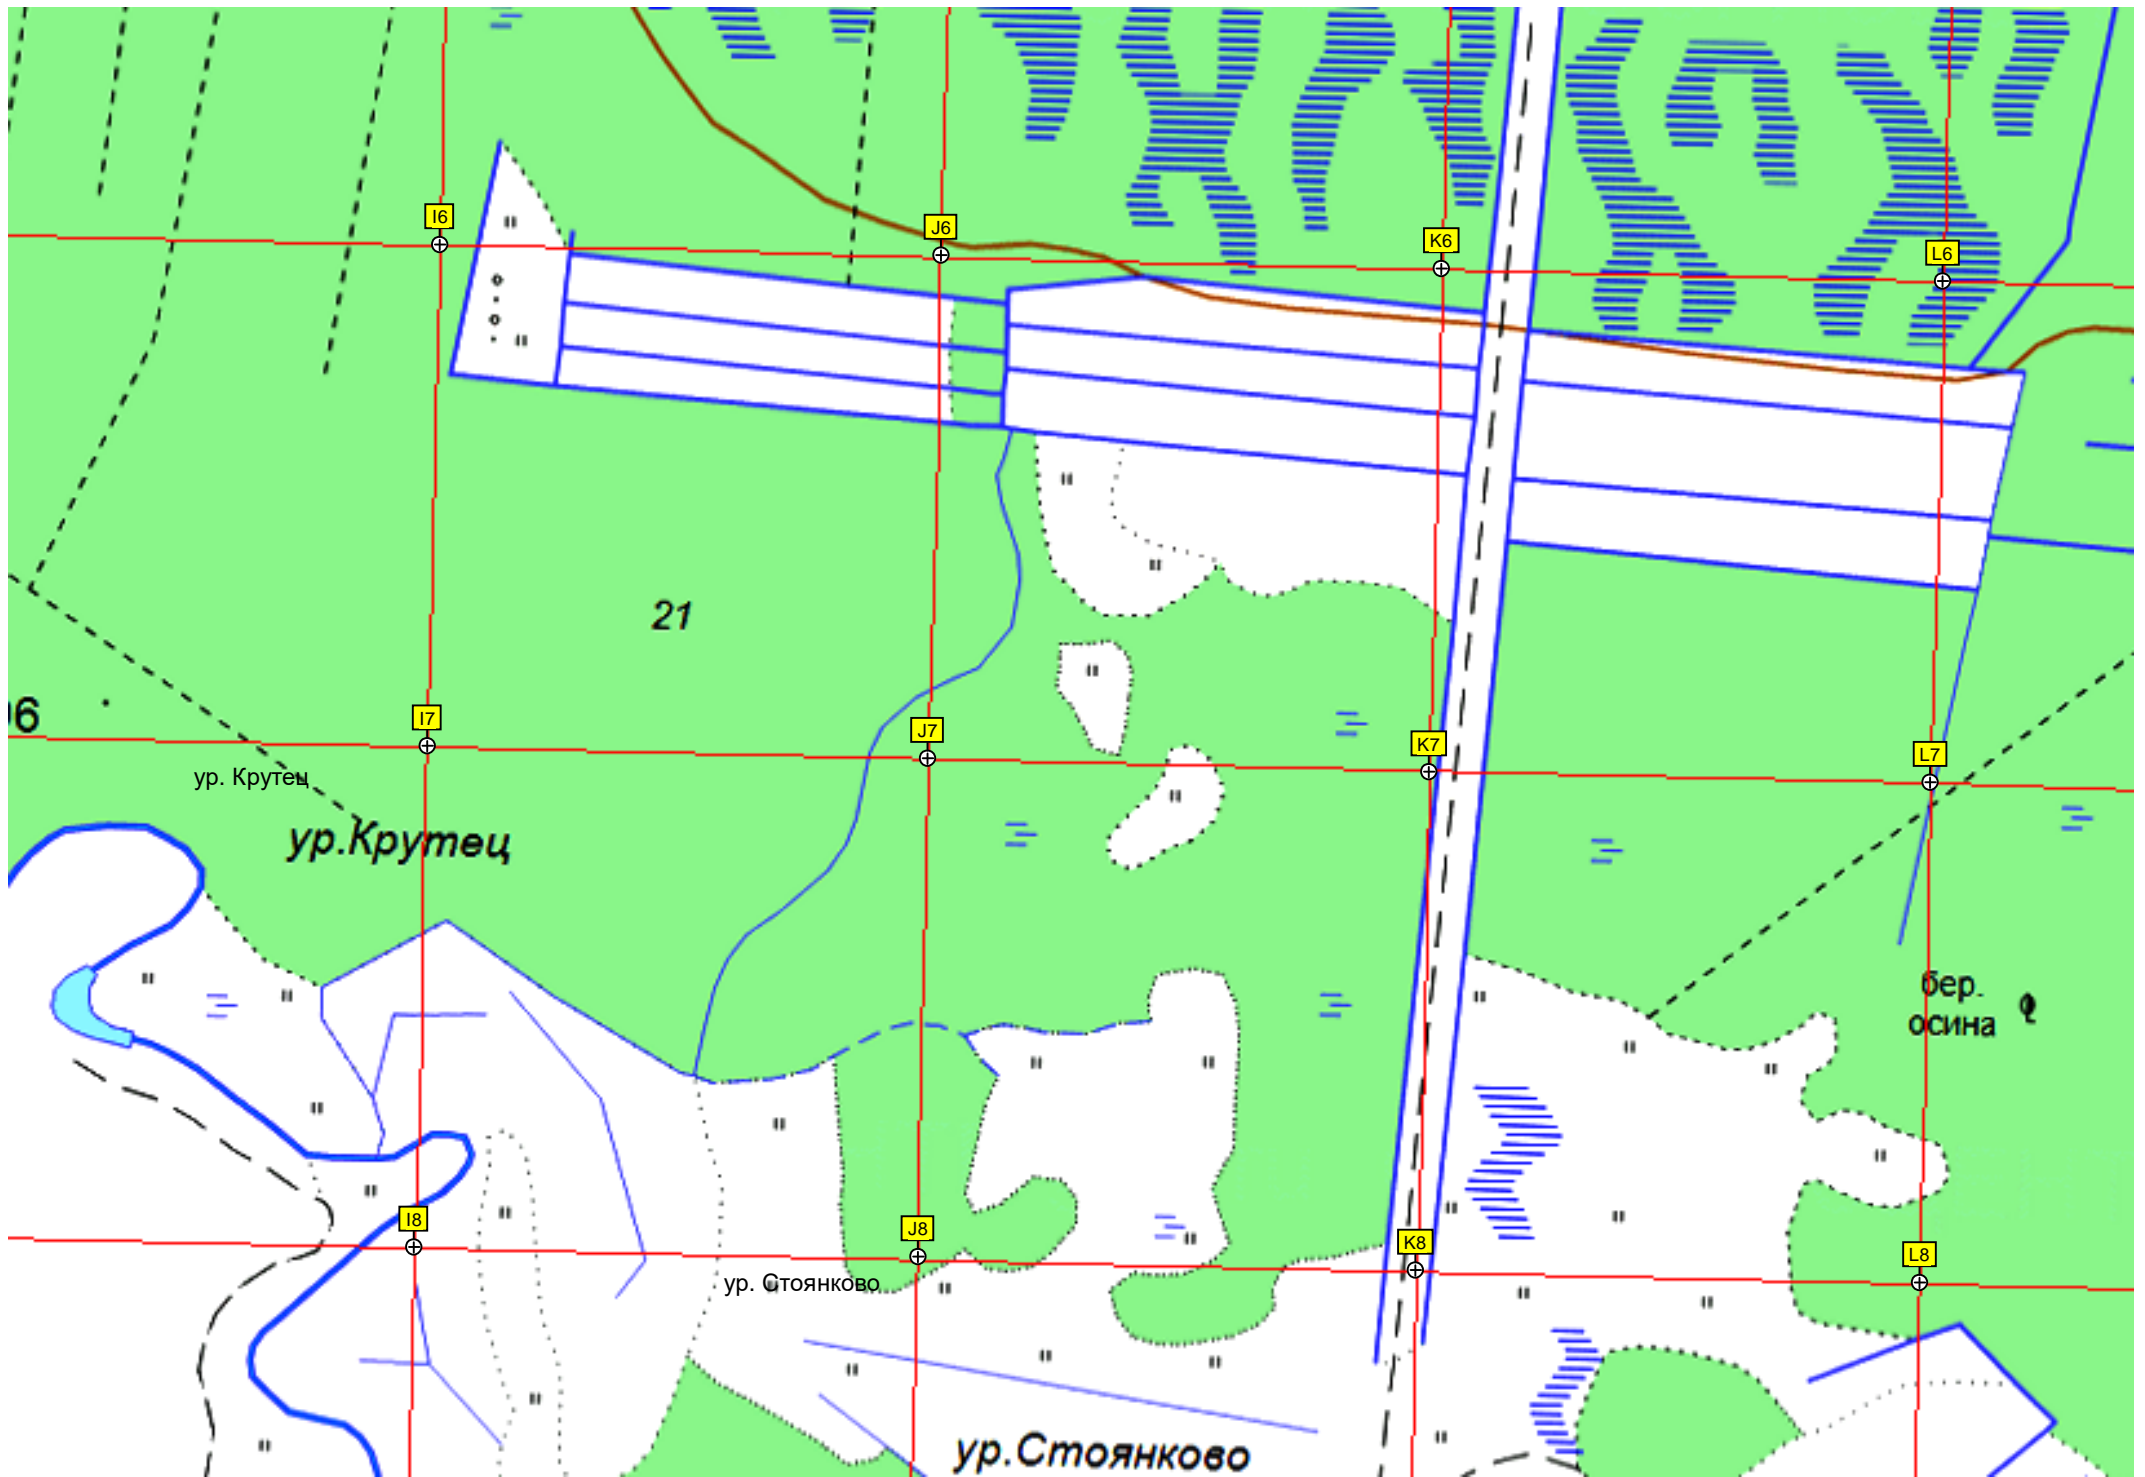 I6
J6
K6
L6
21
06
I7
J7
K7
L7
ур. Крутец
ур.Крутец
бер.
осина
I8
J8
K8
L8
ур. Стоянково
ур.Стоянково